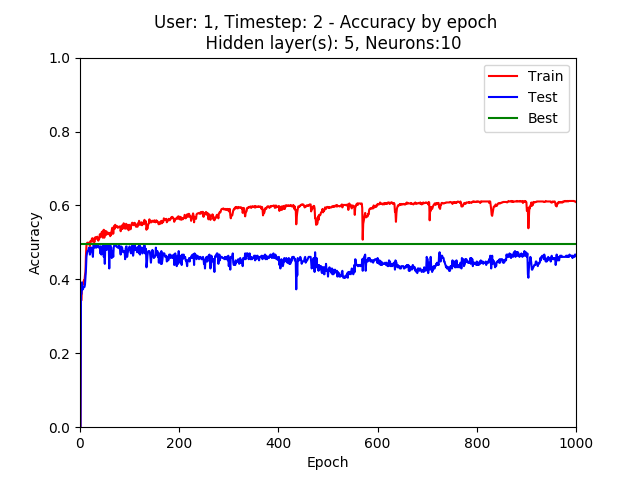 User: 1, Timestep: 2 - Accuracy by epoch
Hidden layer(s): 5, Neurons:10
1.0
0.8
0.6
0.4
0.2
0.0
Accuracy
Train
Test
Best
0 200 400 600 800 1000
Epoch